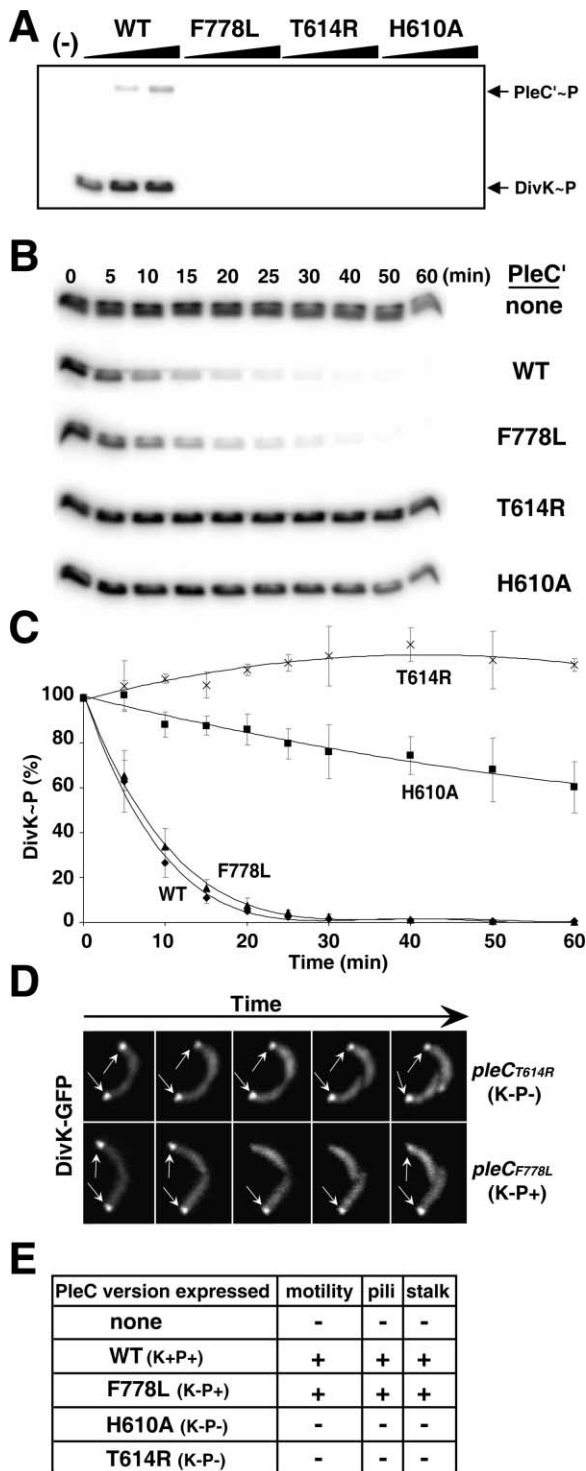 A
(-) WT F778L T614R H610A
PleC'~P
DivK~P
B
0 5 10 15 20 25 30 40 50 60 (min) PleC'
none
WT
F778L
T614R
H610A
C
DivK~P (%)
100
80
60
40
20
0
T614R
H610A
F778L
WT
0 10 20 30 40 50 60
Time (min)
D
Time
DivK-GFP
pleCT614R
(K-P-)
pleCF778L
(K-P+)
E
PleC version expressed motility pili stalk
none - - -
WT (K+P+) + + +
F778L (K-P+) + + +
H610A (K-P-) - - -
T614R (K-P-) - - -